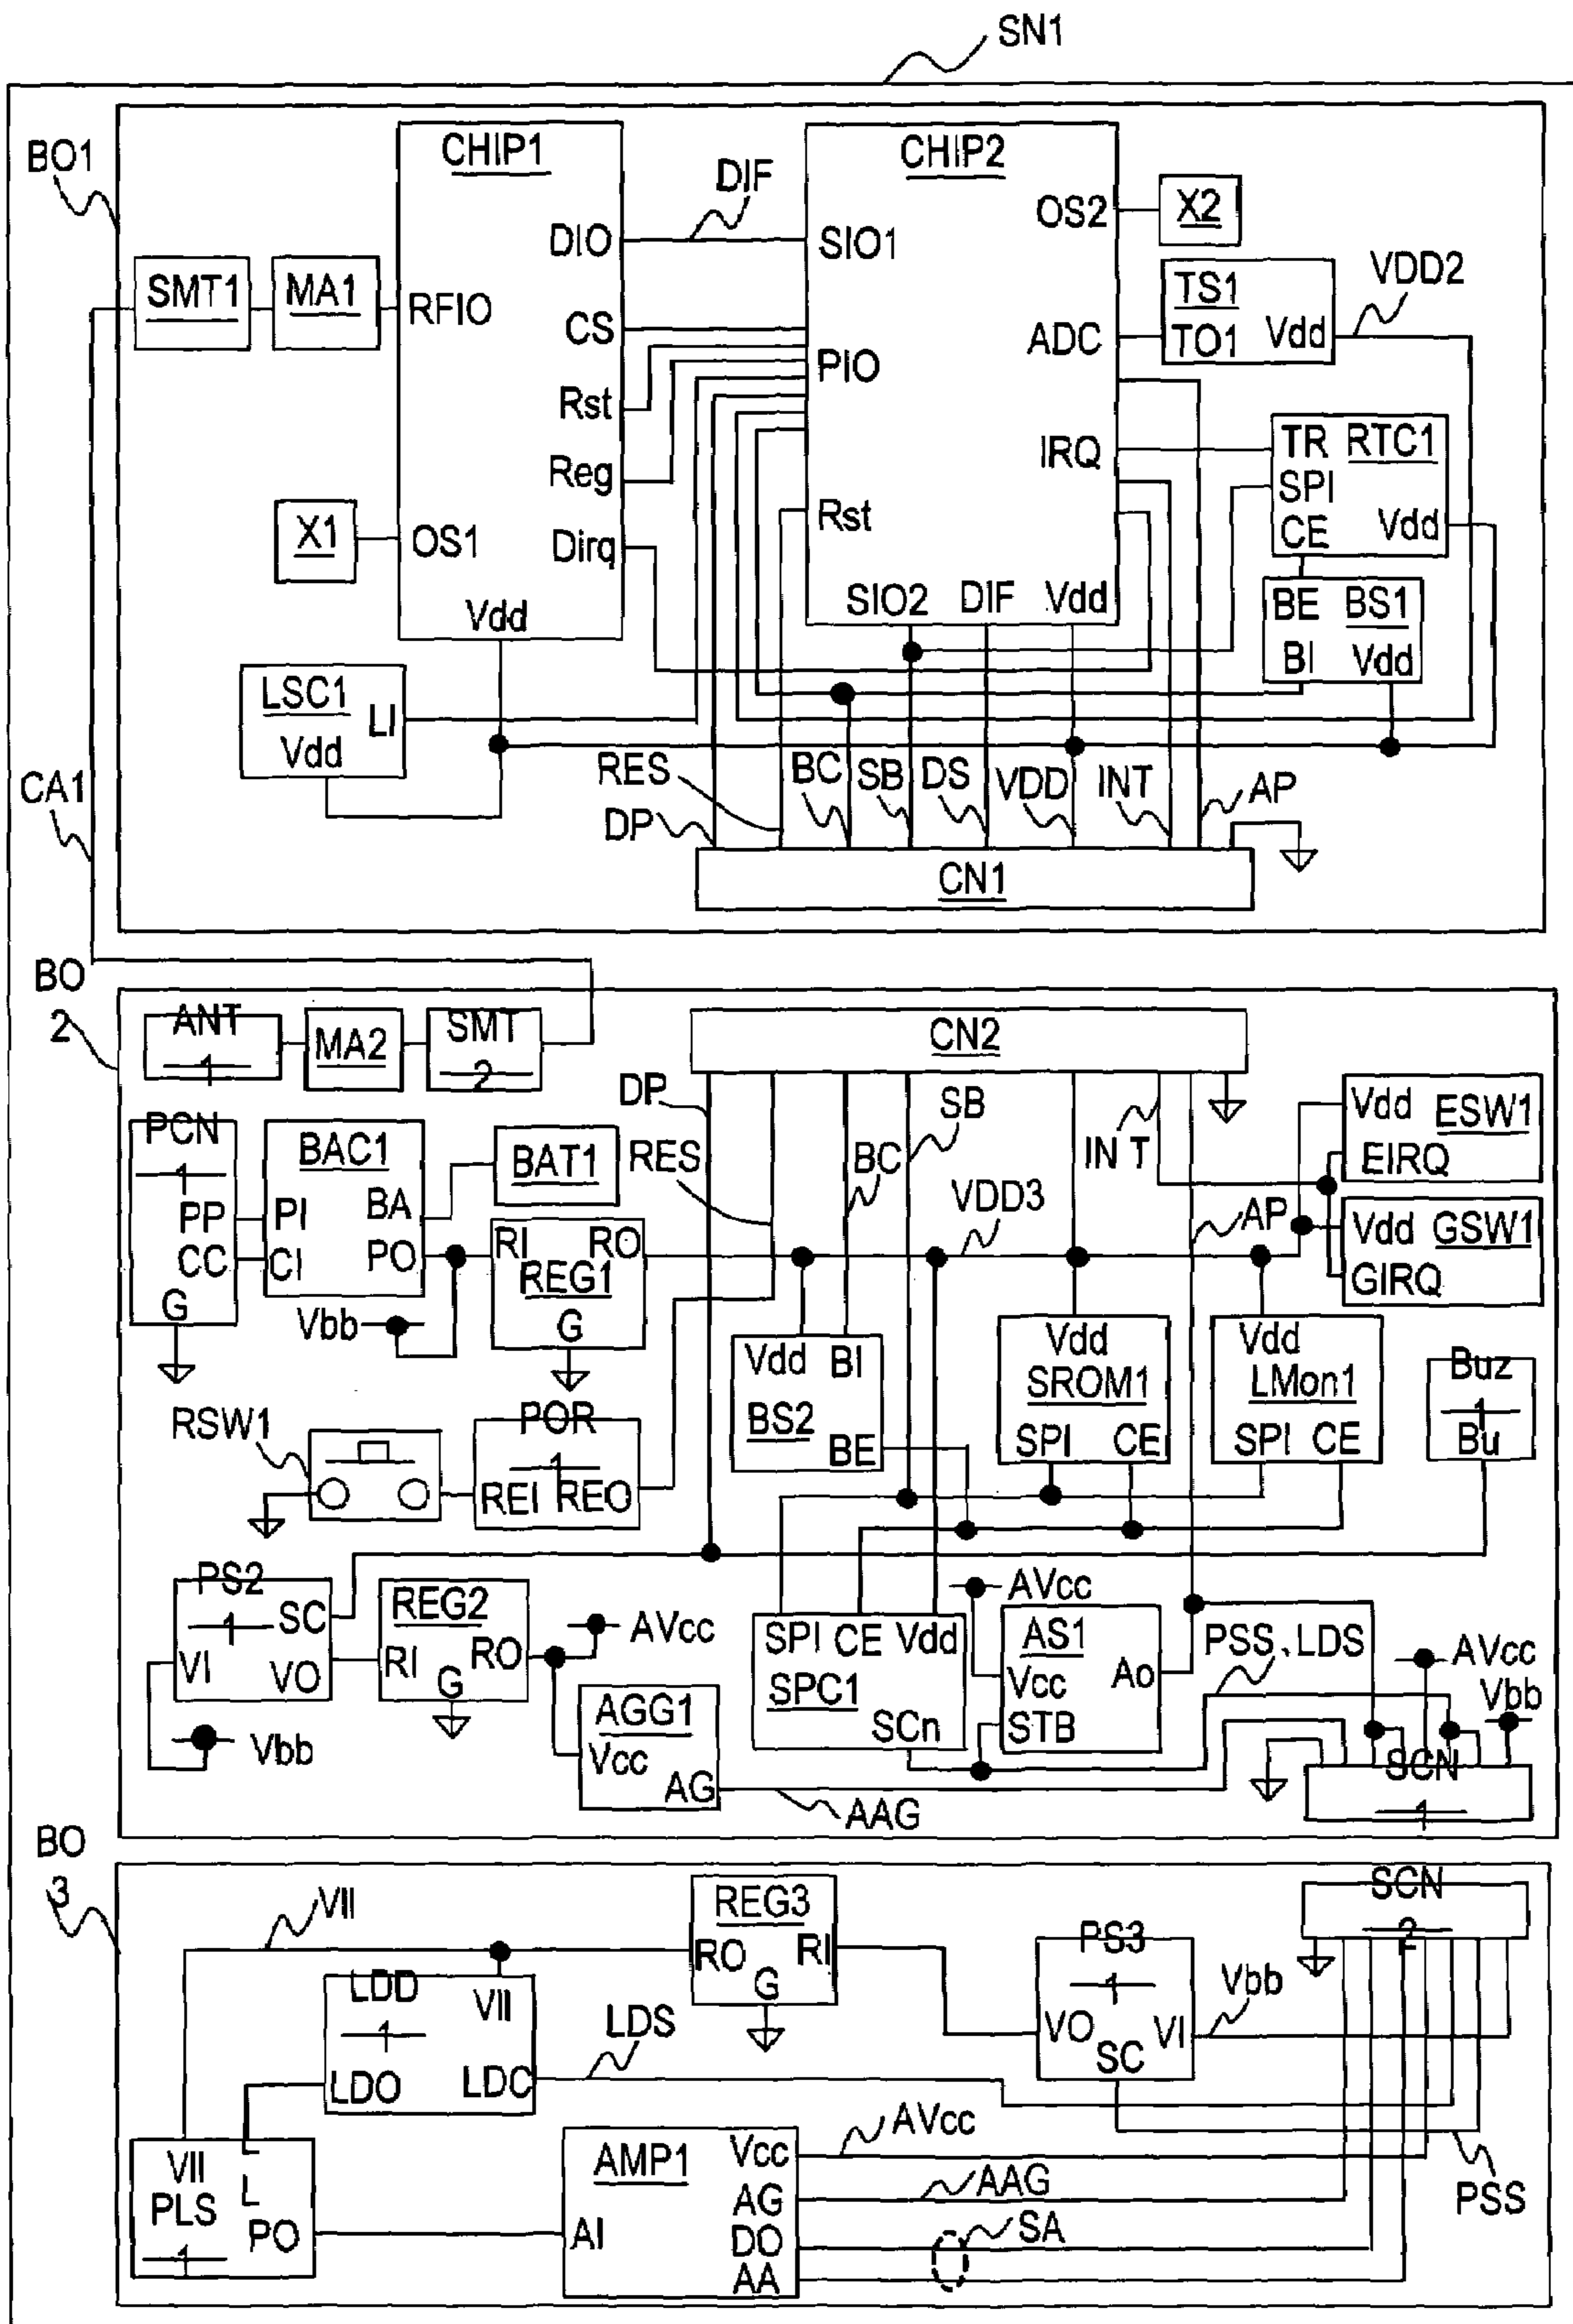 SN1
BO1
CHIP1
DIF
CHIP2
OS2
X2
DIO
SIO1
SMT1
MA1
RFIO
TS1
VDD2
CS
ADC
TO1
Vdd
PIO
Rst
IRQ
TR
RTC1
Reg
SPI
Rst
X1
OS1
Dirq
CE
Vdd
Vdd
SIO2
DIF
Vdd
BE
BS1
BI
Vdd
LSC1
LI
Vdd
CA1
RES
BC
SB
DS
VDD
INT
AP
DP
CN1
BO
2
ANT
1
MA2
SMT
2
CN2
DP
SB
Vdd
ESW1
PCN
1
BAC1
BAT1
RES
BC
INT
EIRQ
PP
PI
BA
VDD3
AP
Vdd
GSW1
CC
CI
PO
RI
RO
REG1
GIRQ
G
Vbb
G
Vdd
BI
Vdd
Vdd
Buz
1
RSW1
POR
1
BS2
SROM1
LMon1
BE
SPI
CE
SPI
CE
Bu
REI
REO
PS2
1
SC
REG2
AVcc
AVcc
SPI
CE
Vdd
AS1
PSS、LDS
AVcc
VI
VO
RI
RO
G
SPC1
Vcc
Ao
Vbb
Vbb
AGG1
SCn
STB
Vcc
SCN
1
AG
AAG
BO
3
VII
REG3
SCN
2
RO
RI
PS3
1
G
LDD
1
VII
Vbb
LDS
VO
VI
SC
LDO
LDC
AVcc
VII
L
L
AMP1
Vcc
PLS
1
AG
AAG
PSS
PO
AI
DO
SA
AA